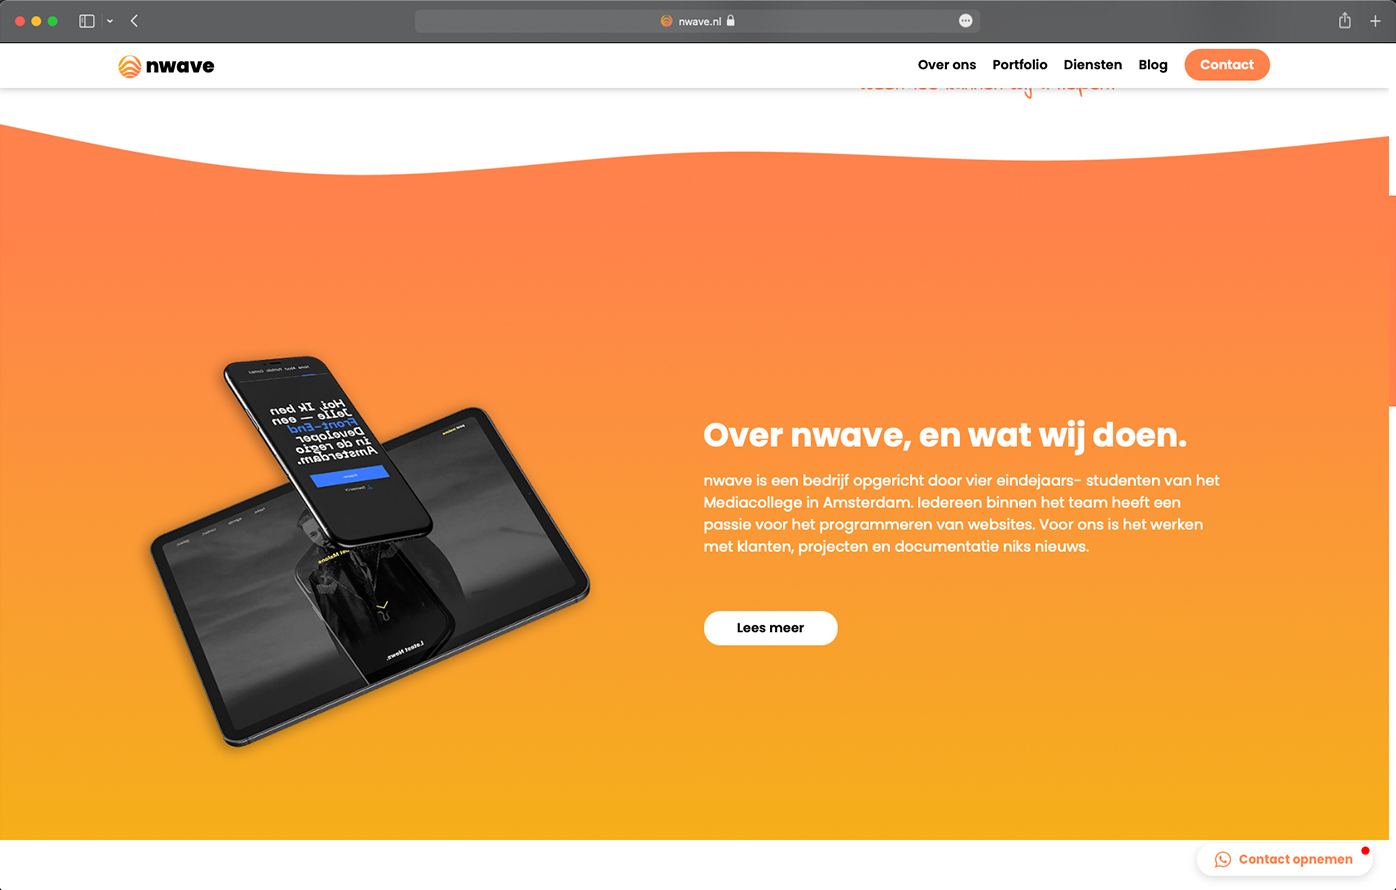 nwave.nl
nwave
Over ons Portfolio Diensten Blog Contact
Hoi, Ik ben
Jelle — een
Front-End
Developer
in de regio
Amsterdam.
Latest News.
Over nwave, en wat wij doen.
nwave is een bedrijf opgericht door vier eindejaars- studenten van het
Mediacollege in Amsterdam. Iedereen binnen het team heeft een
passie voor het programmeren van websites. Voor ons is het werken
met klanten, projecten en documentatie niks nieuws.
Lees meer
Contact opnemen